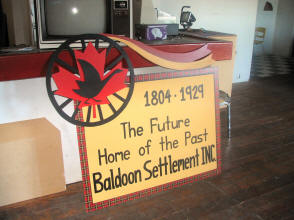 1804 · 1929
The Future
Home of the Past
Baldoon Settlement INC.